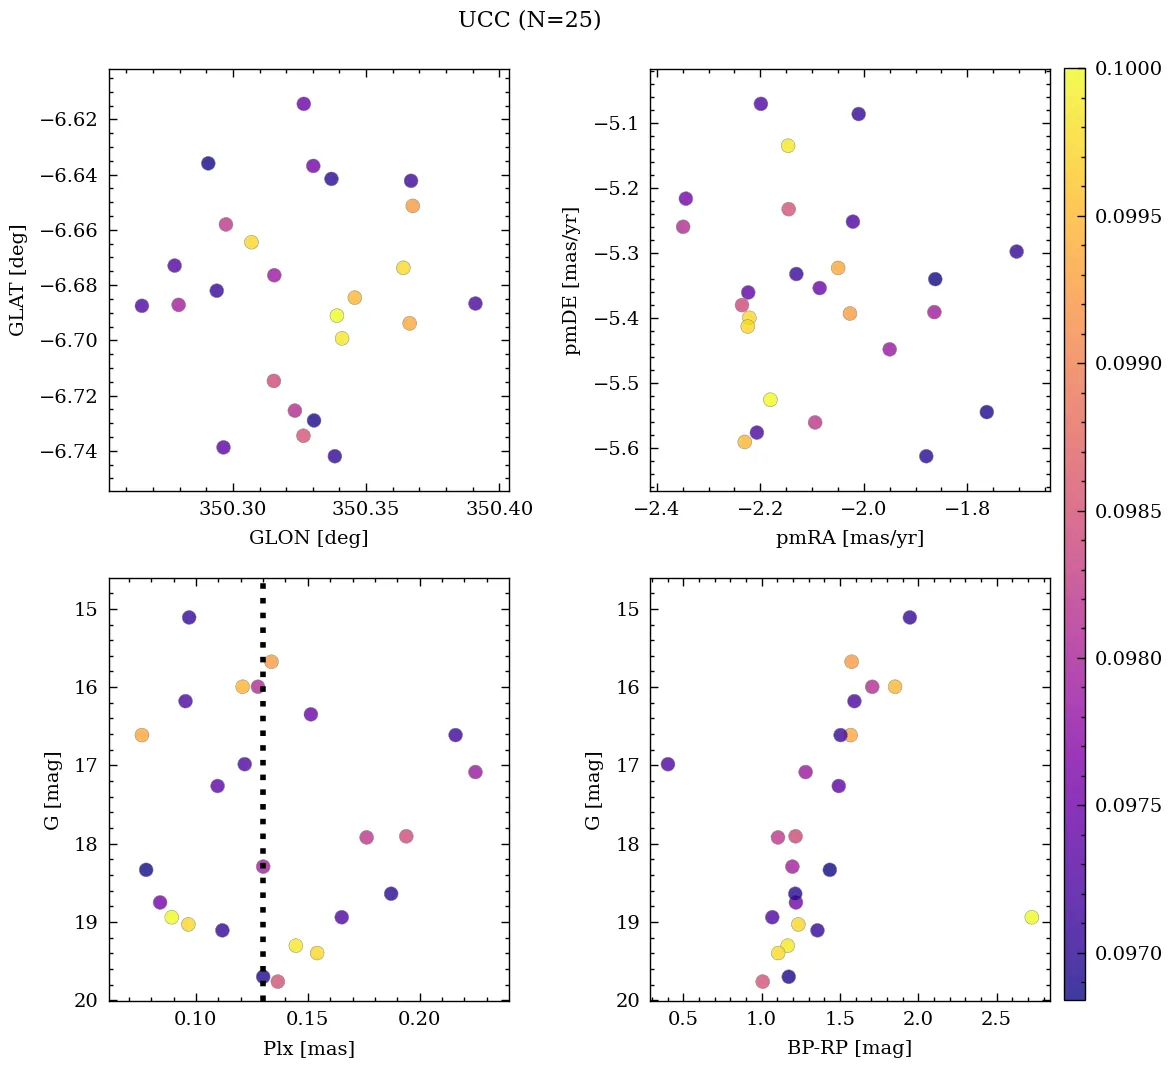 UCC (N=25)
−6.62
−6.64
−6.66
−6.68
−6.70
−6.72
−6.74
GLAT [deg]
350.30 350.35 350.40
GLON [deg]
−5.1
−5.2
−5.3
−5.4
−5.5
−5.6
pmDE [mas/yr]
−2.4 −2.2 −2.0 −1.8
pmRA [mas/yr]
15
16
17
18
19
20
G [mag]
0.10 0.15 0.20
Plx [mas]
15
16
17
18
19
20
G [mag]
0.5 1.0 1.5 2.0 2.5
BP-RP [mag]
0.1000
0.0995
0.0990
0.0985
0.0980
0.0975
0.0970